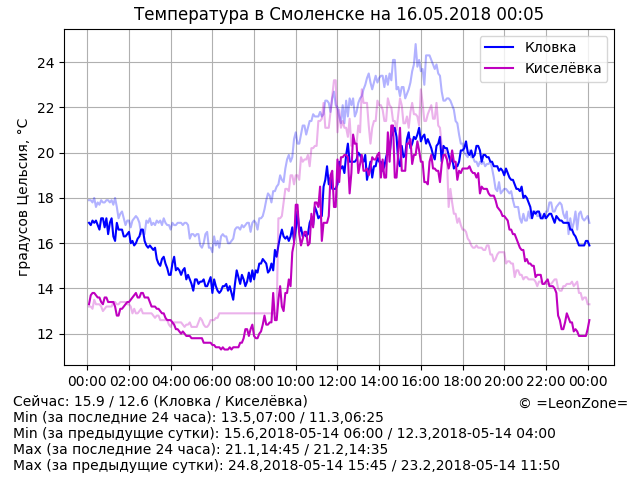 Температура в Смоленске на 16.05.2018 00:05
Кловка
Киселёвка
градусов Цельсия, °C
24
22
20
18
16
14
12
00:00 02:00 04:00 06:00 08:00 10:00 12:00 14:00 16:00 18:00 20:00 22:00 00:00
Сейчас: 15.9 / 12.6 (Кловка / Киселёвка)
© =LeonZone=
Min (за последние 24 часа): 13.5,07:00 / 11.3,06:25
Min (за предыдущие сутки): 15.6,2018-05-14 06:00 / 12.3,2018-05-14 04:00
Max (за последние 24 часа): 21.1,14:45 / 21.2,14:35
Max (за предыдущие сутки): 24.8,2018-05-14 15:45 / 23.2,2018-05-14 11:50